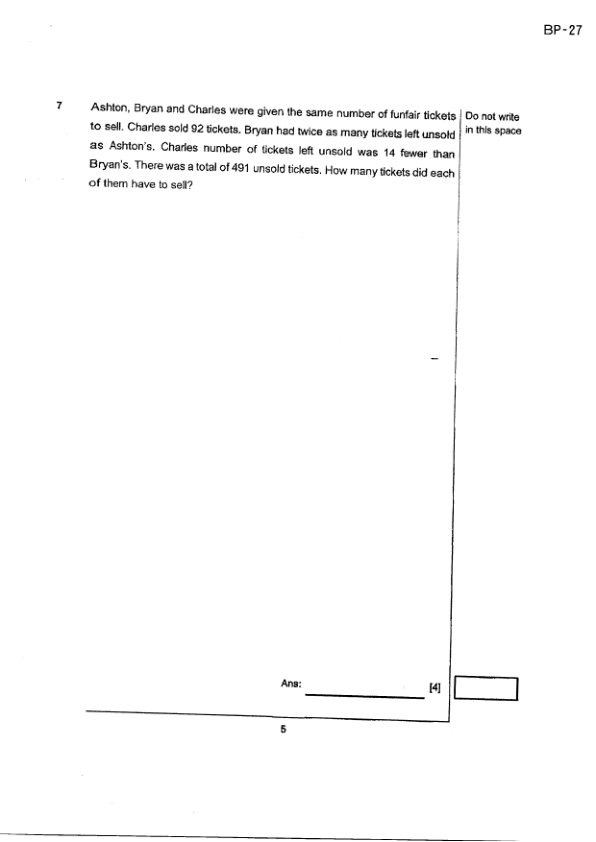 BP-27
7 Ashton, Bryan and Charles were given the same number of funfair tickets
to sell. Charles sold 92 tickets. Bryan had twice as many tickets left unsold
as Ashton's. Charles number of tickets left unsold was 14 fewer than
Bryan's. There was a total of 491 unsold tickets. How many tickets did each
of them have to sell?
Do not write
in this space
Ans: [4]
5